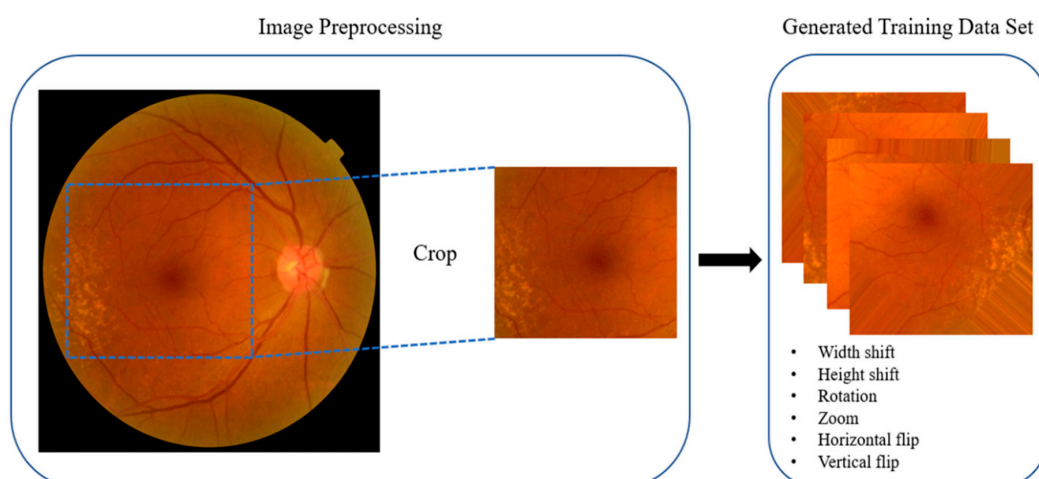 Image Preprocessing
Generated Training Data Set
Crop
• Width shift
• Height shift
• Rotation
• Zoom
• Horizontal flip
• Vertical flip